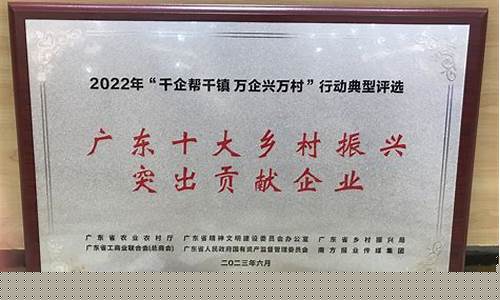 2022年“千企帮千镇 万企兴万村”行动典型评选
广东十大乡村振兴
突出贡献企业
广东省农业农村厅 广东省精神文明建设委员会办公室 广东省乡村振兴局
广东省工商业联合会(总商会) 广东省人民政府国有资产监督管理委员会 南方报业传媒集团
二〇二三年六月